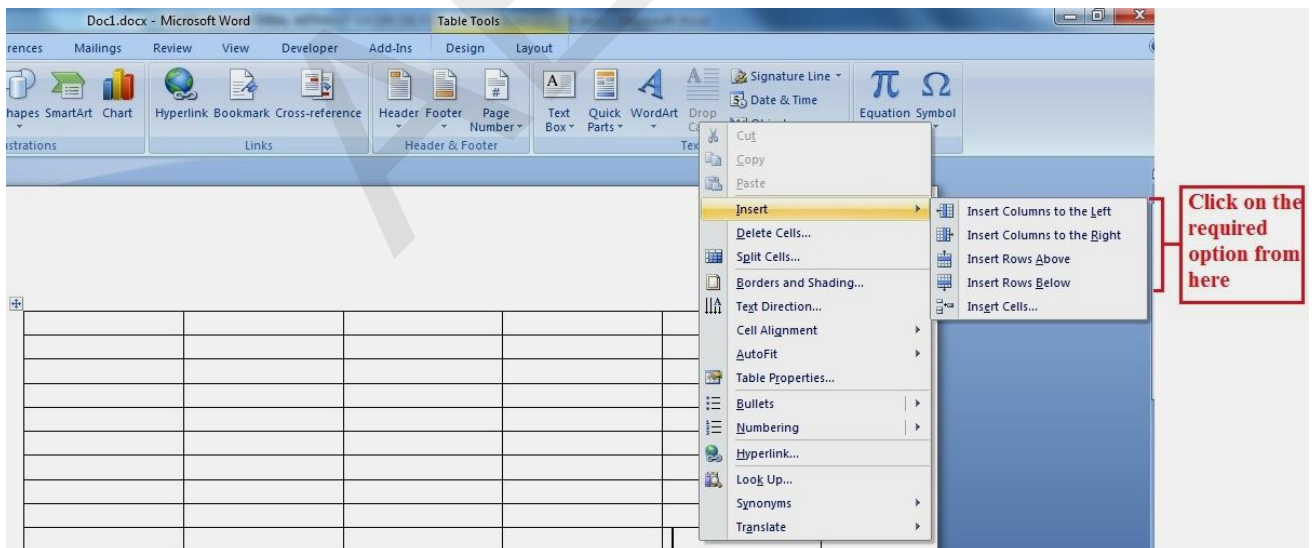 Doc1.docx - Microsoft Word Table Tools
rences Mailings Review View Developer Add-Ins Design Layout
hapes SmartArt Chart Hyperlink Bookmark Cross-reference Header Footer Page Number Text Box Quick Parts WordArt Drop Signature Line
Date & Time
Equation Symbol
strations Links Header & Footer Tex
Cut
Copy
Paste
Insert
Delete Cells...
Split Cells...
Borders and Shading...
Text Direction...
Cell Alignment
AutoFit
Table Properties...
Bullets
Numbering
Hyperlink...
Look Up...
Synonyms
Translate
Insert Columns to the Left
Insert Columns to the Right
Insert Rows Above
Insert Rows Below
Insert Cells...
Click on the
required
option from
here